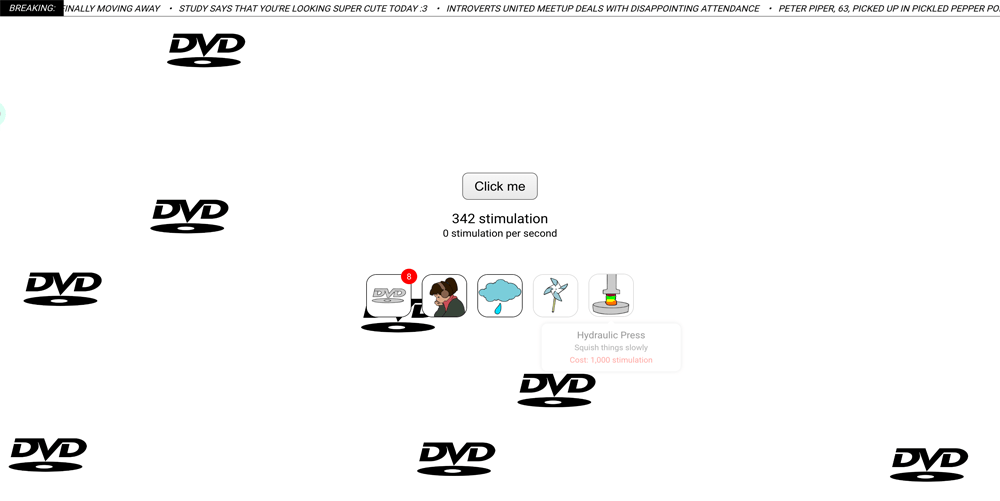 BREAKING: FINALLY MOVING AWAY • STUDY SAYS THAT YOU'RE LOOKING SUPER CUTE TODAY :3 • INTROVERTS UNITED MEETUP DEALS WITH DISAPPOINTING ATTENDANCE • PETER PIPER, 63, PICKED UP IN PICKLED PEPPER
DVD
Click me
DVD
342 stimulation
0 stimulation per second
DVD
8
DVD
Hydraulic Press
Squish things slowly
Cost: 1,000 stimulation
DVD
DVD
DVD
DVD